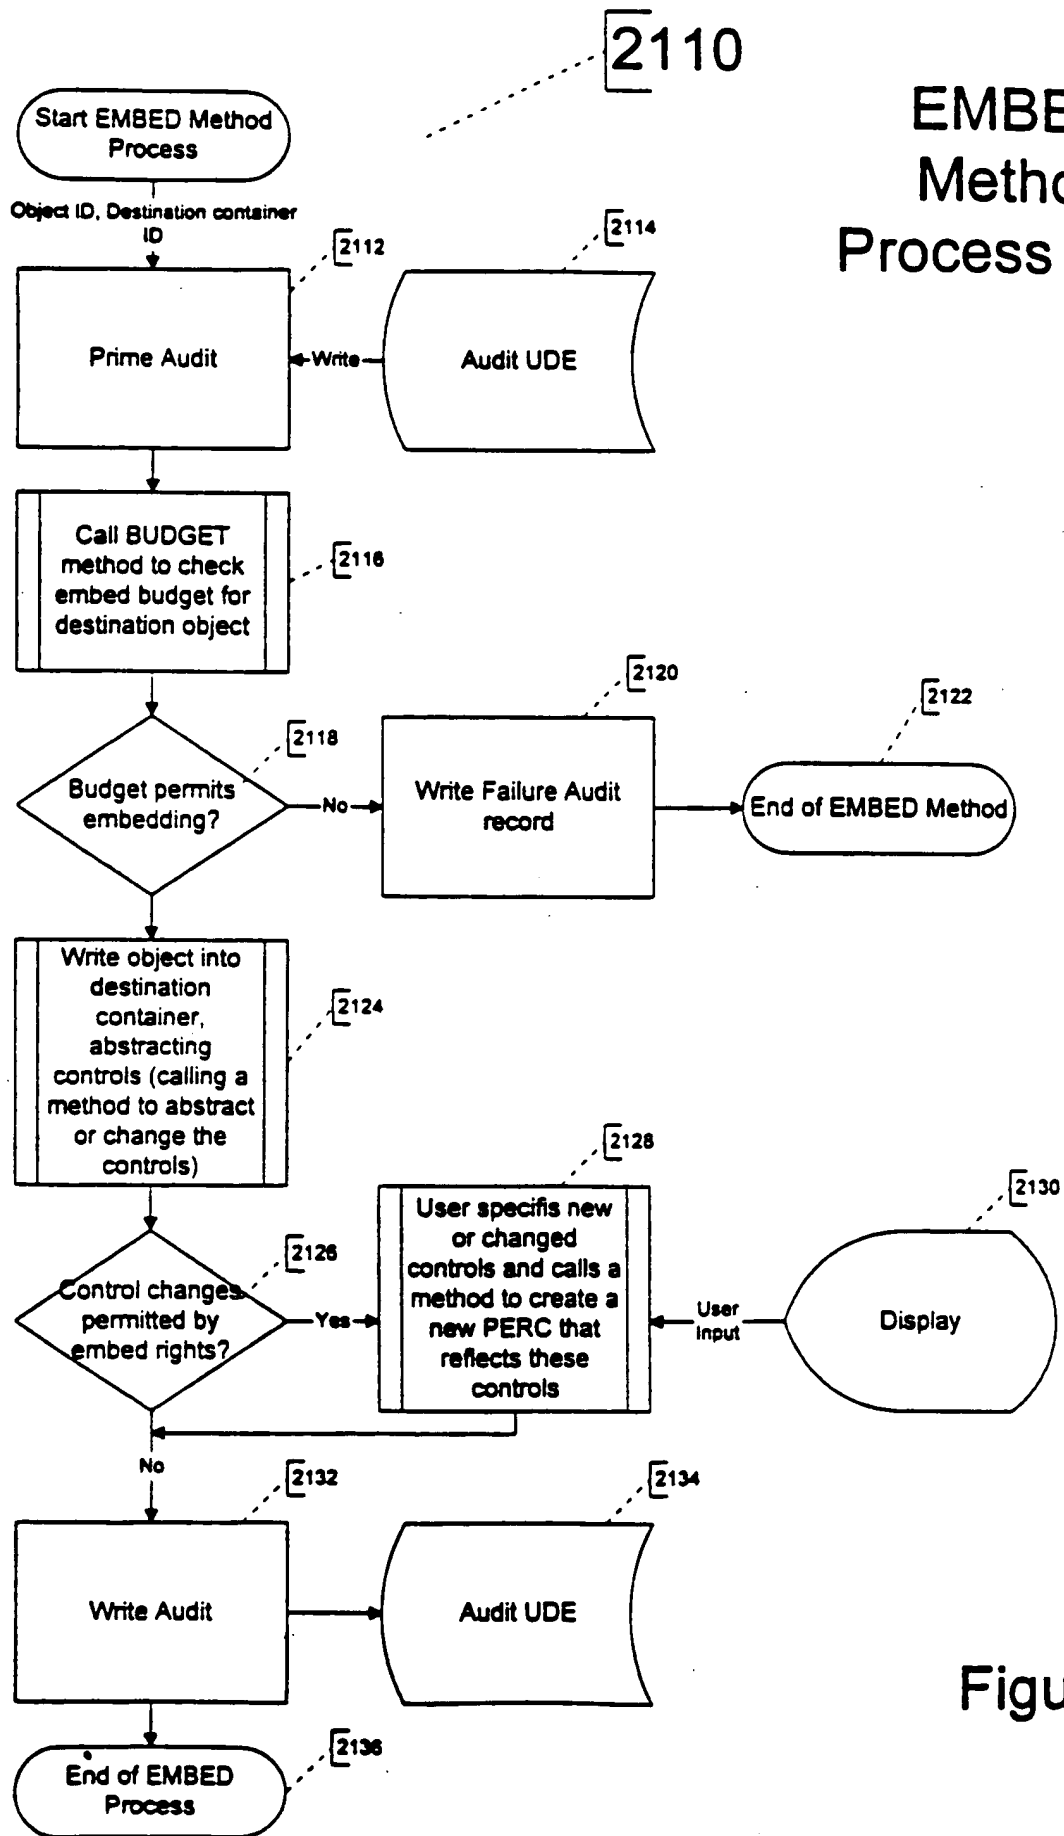 2110
EMBE
Metho
Process
Start EMBED Method
Process
Object ID, Destination container
ID
2112
2114
Prime Audit
Write
Audit UDE
Call BUDGET
method to check
embed budget for
destination object
2116
2118
2120
2122
Budget permits
embedding?
No
Write Failure Audit
record
End of EMBED Method
Write object into
destination
container,
abstracting
controls (calling a
method to abstract
or change the
controls)
2124
2126
2128
2130
Control changes
permitted by
embed rights?
Yes
User specifis new
or changed
controls and calls a
method to create a
new PERC that
reflects these
controls
User
Input
Display
No
2132
2134
Write Audit
Audit UDE
Figu
2136
End of EMBED
Process